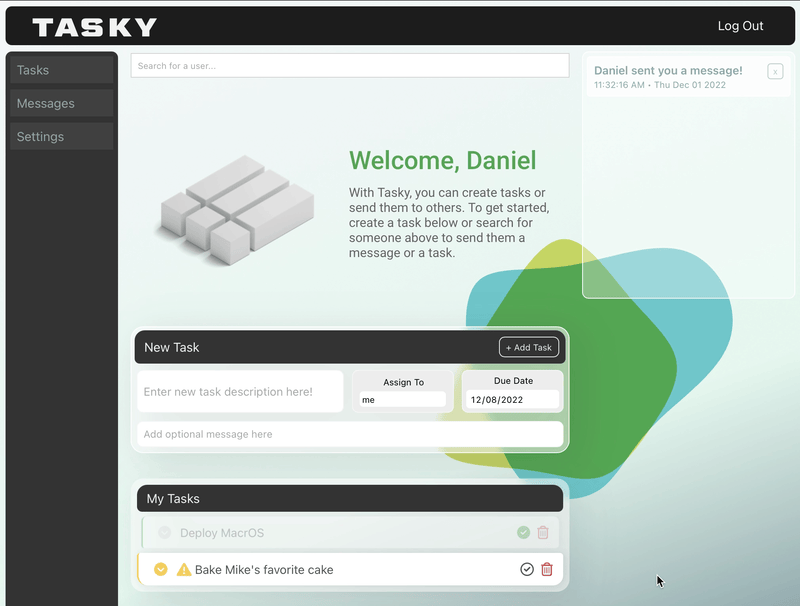 TASKY
Log Out
Tasks
Messages
Settings
Search for a user...
Daniel sent you a message!
x
11:32:16 AM • Thu Dec 01 2022
Welcome, Daniel
With Tasky, you can create tasks or
send them to others. To get started,
create a task below or search for
someone above to send them a
message or a task.
New Task
+ Add Task
Enter new task description here!
Assign To
me
Due Date
12/08/2022
Add optional message here
My Tasks
Deploy MacrOS
Bake Mike's favorite cake